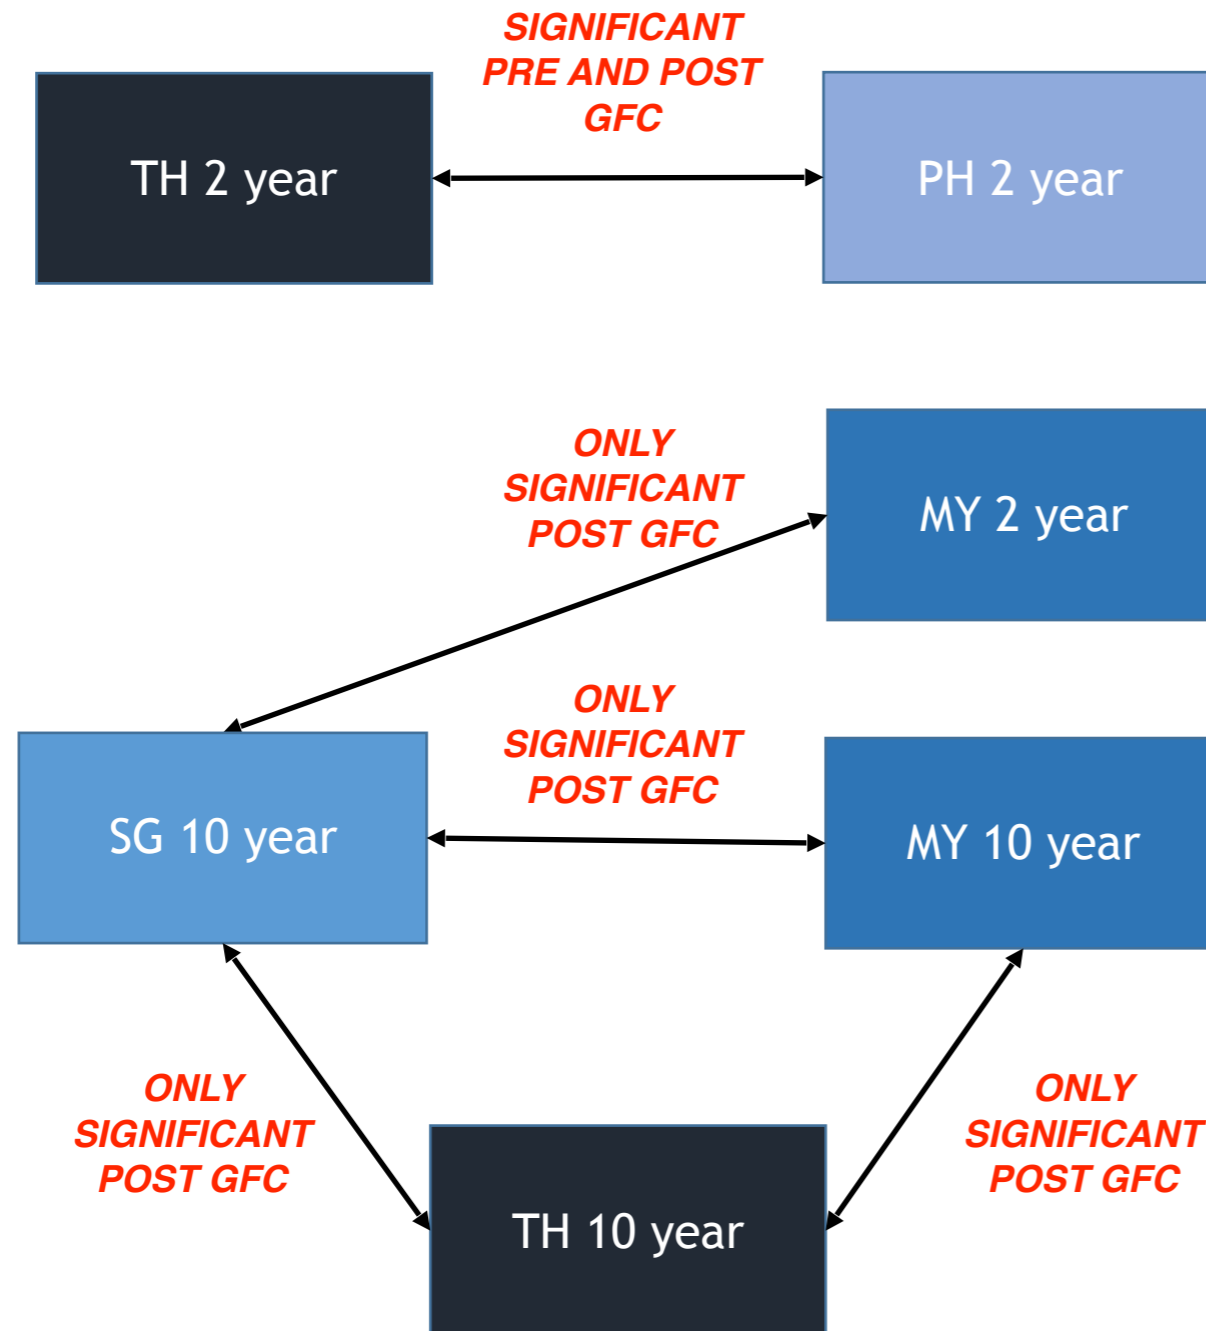 SIGNIFICANT
PRE AND POST
GFC
TH 2 year
PH 2 year
ONLY
SIGNIFICANT
POST GFC
MY 2 year
ONLY
SIGNIFICANT
POST GFC
SG 10 year
MY 10 year
ONLY
SIGNIFICANT
POST GFC
ONLY
SIGNIFICANT
POST GFC
TH 10 year